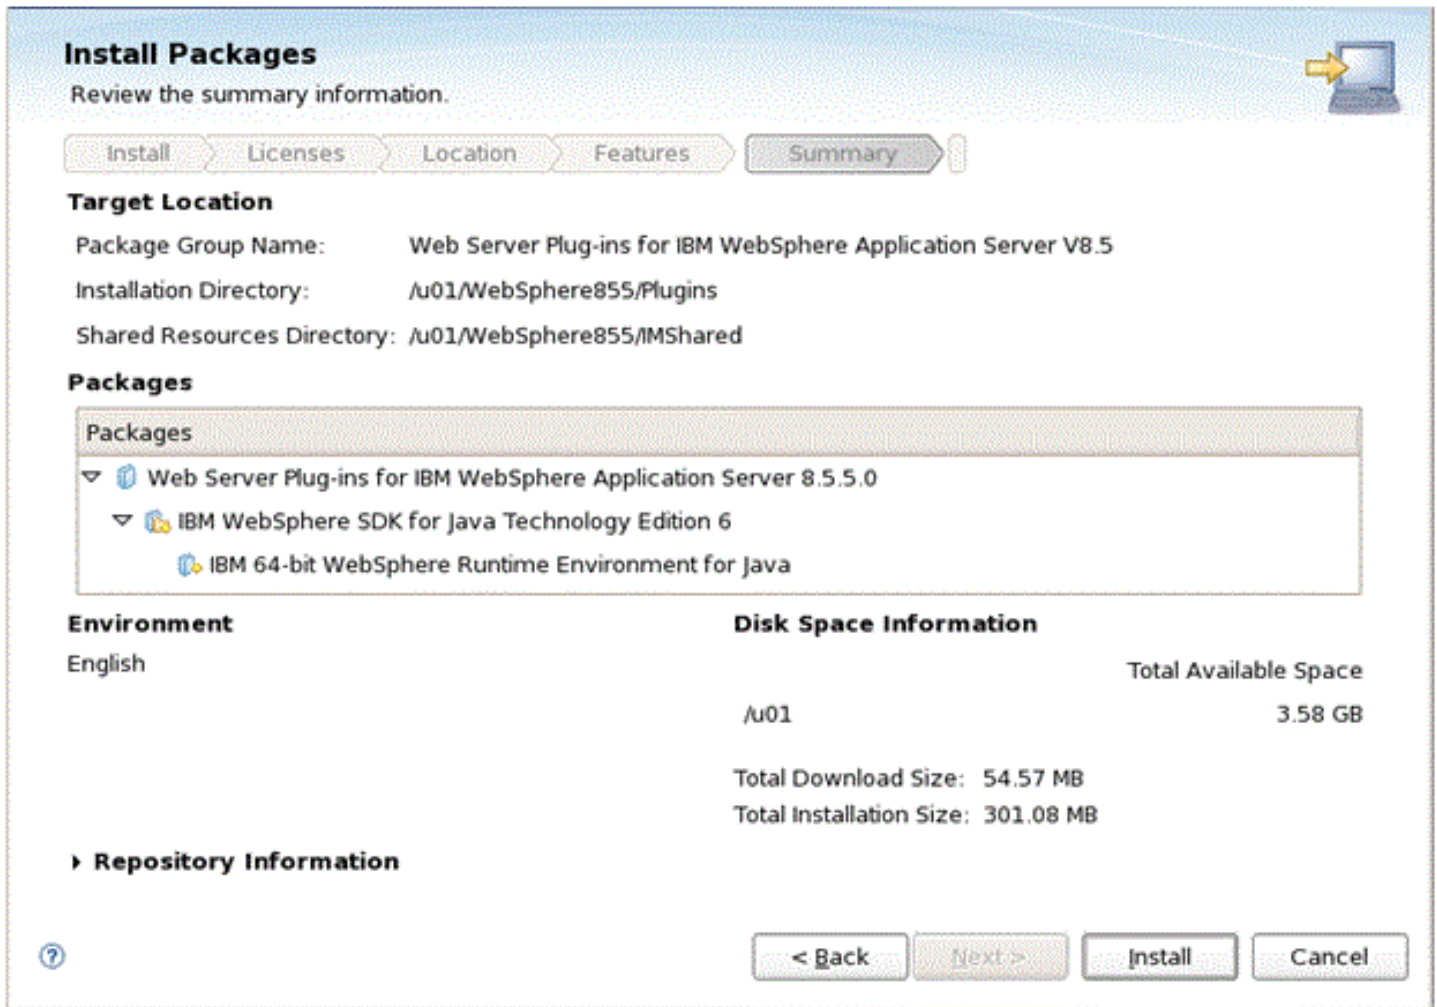 Install Packages
Review the summary information.
Install Licenses Location Features Summary
Target Location
Package Group Name: Web Server Plug-ins for IBM WebSphere Application Server V8.5
Installation Directory: /u01/WebSphere855/Plugins
Shared Resources Directory: /u01/WebSphere855/IMShared
Packages
Packages
Web Server Plug-ins for IBM WebSphere Application Server 8.5.5.0
IBM WebSphere SDK for Java Technology Edition 6
IBM 64-bit WebSphere Runtime Environment for Java
Environment
English
Disk Space Information
Total Available Space
/u01 3.58 GB
Total Download Size: 54.57 MB
Total Installation Size: 301.08 MB
Repository Information
? < Back Next > Install Cancel